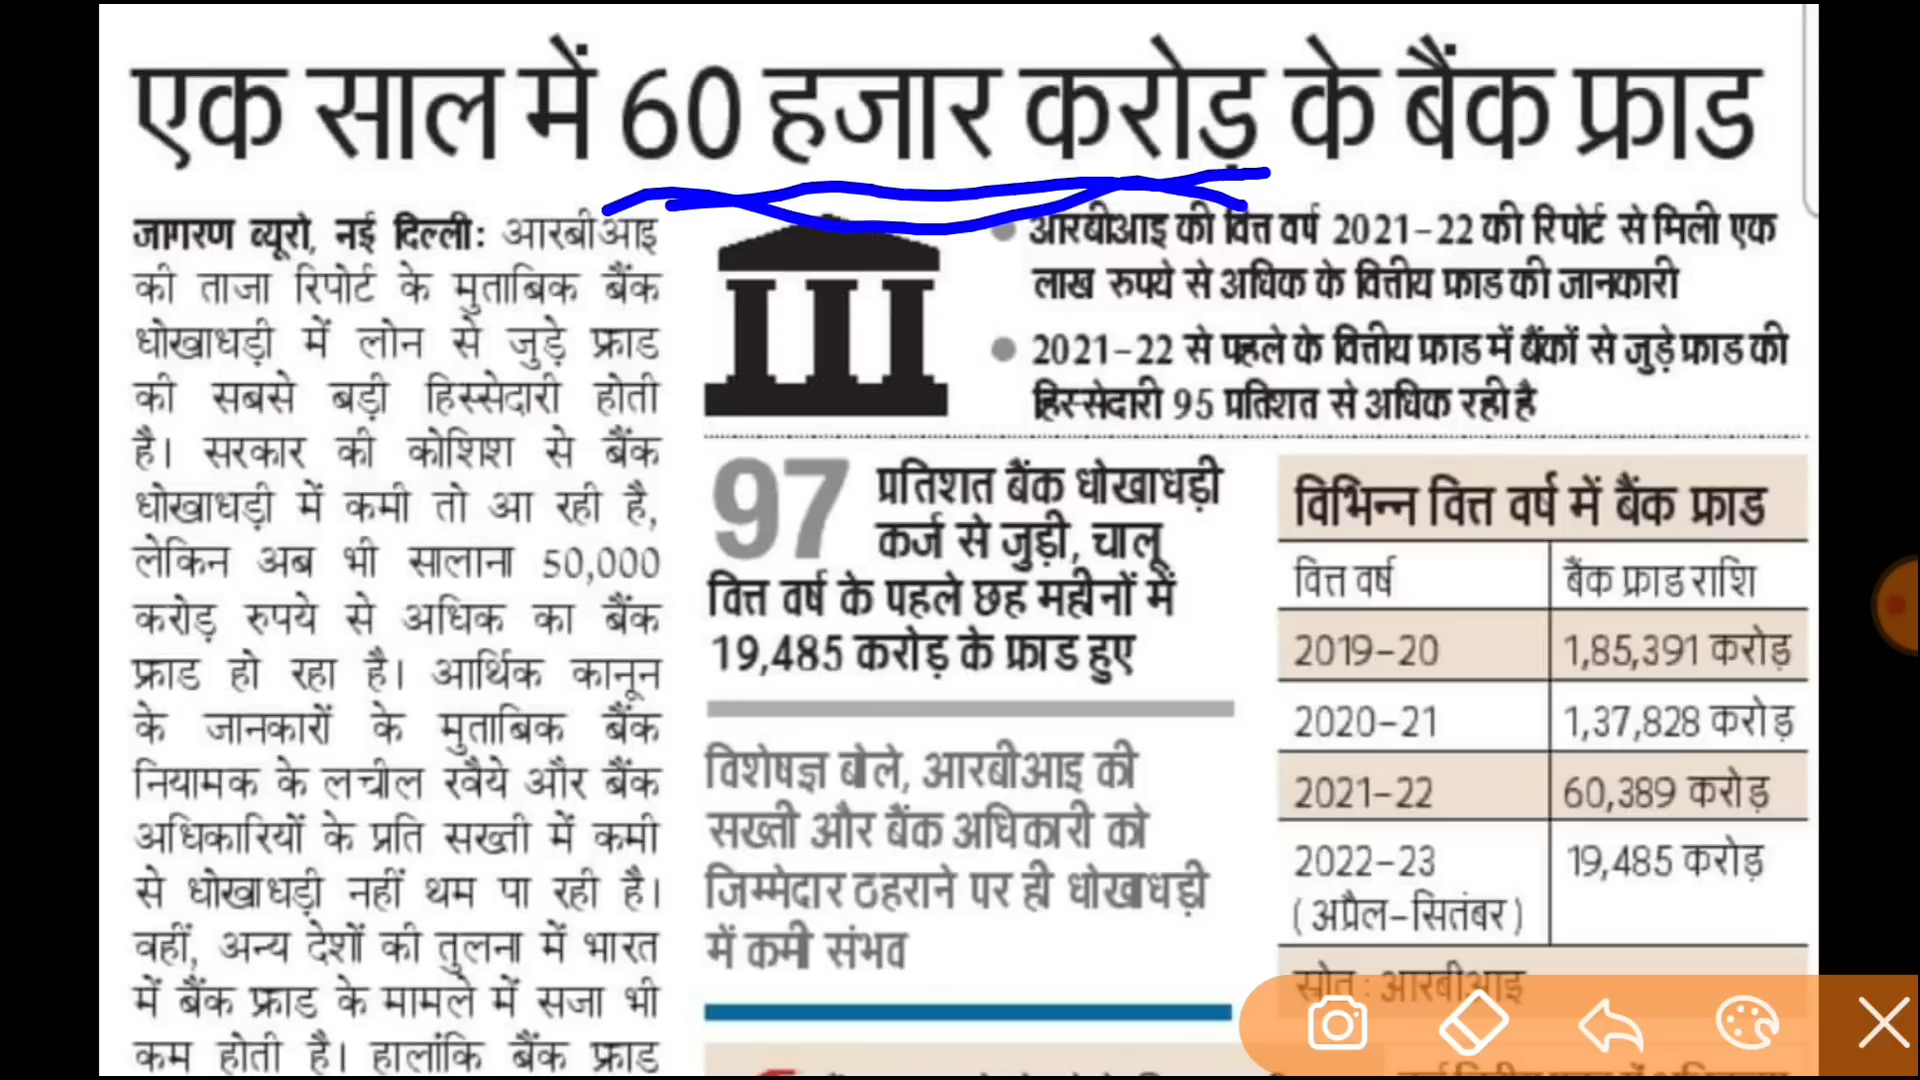 एक साल में 60 हजार करोड़ के बैंक फ्राड
जागरण ब्यूरो, नई दिल्ली: आरबीआइ
की ताजा रिपोर्ट के मुताबिक बैंक
धोखाधड़ी में लोन से जुड़े फ्राड
की सबसे बड़ी हिस्सेदारी होती
है। सरकार की कोशिश से बैंक
धोखाधड़ी में कमी तो आ रही है,
लेकिन अब भी सालाना 50,000
करोड़ रुपये से अधिक का बैंक
फ्राड हो रहा है। आर्थिक कानून
के जानकारों के मुताबिक बैंक
नियामक के लचीले रवैये और बैंक
अधिकारियों के प्रति सख्ती में कमी
से धोखाधड़ी नहीं थम पा रही है।
वहीं, अन्य देशों की तुलना में भारत
में बैंक फ्राड के मामले में सजा भी
कम होती है। हालांकि बैंक फ्राड
आरबीआइ की वित्त वर्ष 2021-22 की रिपोर्ट से मिली एक
लाख रुपये से अधिक के वित्तीय फ्राड की जानकारी
2021-22 से पहले के वित्तीय फ्राड में बैंकों से जुड़े फ्राड की
हिस्सेदारी 95 प्रतिशत से अधिक रही है
97 प्रतिशत बैंक धोखाधड़ी
कर्ज से जुड़ी, चालू
वित्त वर्ष के पहले छह महीनों में
19,485 करोड़ के फ्राड हुए
विशेषज्ञ बोले, आरबीआइ की
सख्ती और बैंक अधिकारी को
जिम्मेदार ठहराने पर ही धोखाधड़ी
में कमी संभव
विभिन्न वित्त वर्ष में बैंक फ्राड
वित्त वर्ष बैंक फ्राड राशि
2019-20 1,85,391 करोड़
2020-21 1,37,828 करोड़
2021-22 60,389 करोड़
2022-23 19,485 करोड़
(अप्रैल-सितंबर)
स्रोत : आरबीआइ